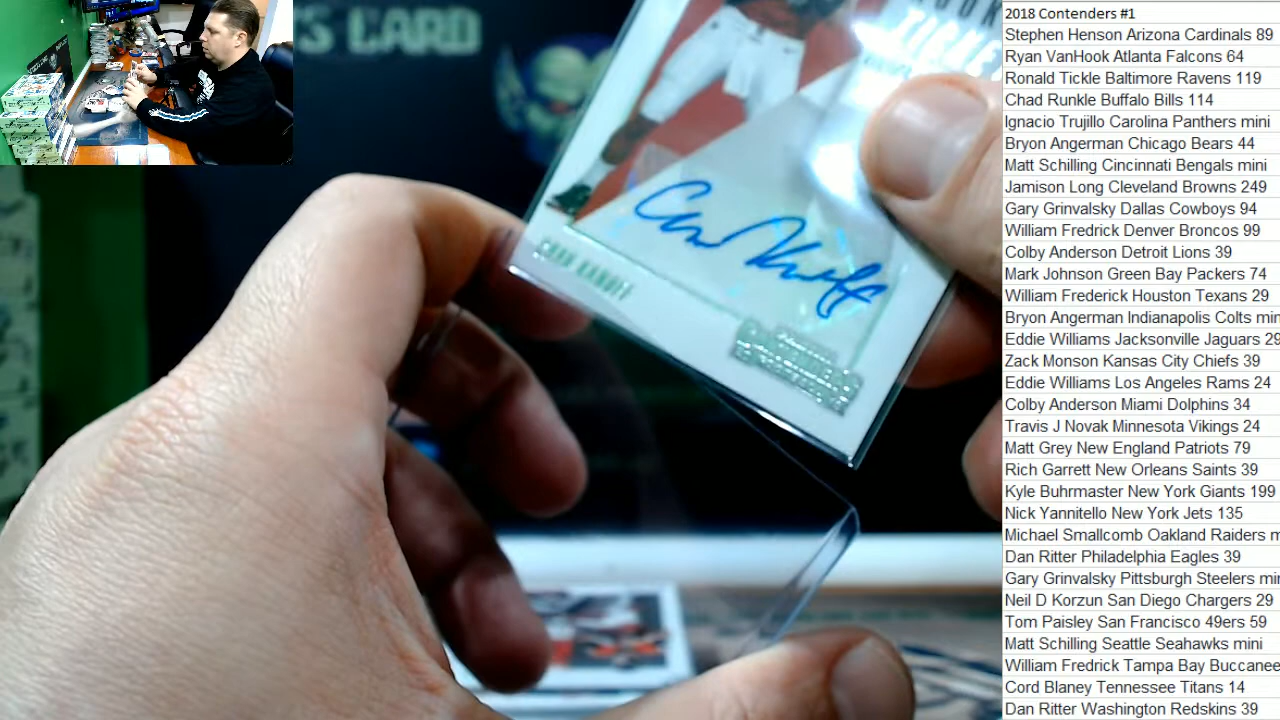 S CARD
2018 Contenders #1
Stephen Henson Arizona Cardinals 89
Ryan VanHook Atlanta Falcons 64
Ronald Tickle Baltimore Ravens 119
Chad Runkle Buffalo Bills 114
Ignacio Trujillo Carolina Panthers mini
Bryon Angerman Chicago Bears 44
Matt Schilling Cincinnati Bengals mini
Jamison Long Cleveland Browns 249
Gary Grinvalsky Dallas Cowboys 94
William Fredrick Denver Broncos 99
Colby Anderson Detroit Lions 39
Mark Johnson Green Bay Packers 74
William Frederick Houston Texans 29
Bryon Angerman Indianapolis Colts min
Eddie Williams Jacksonville Jaguars 29
Zack Monson Kansas City Chiefs 39
Eddie Williams Los Angeles Rams 24
Colby Anderson Miami Dolphins 34
Travis J Novak Minnesota Vikings 24
Matt Grey New England Patriots 79
Rich Garrett New Orleans Saints 39
Kyle Buhrmaster New York Giants 199
Nick Yannitello New York Jets 135
Michael Smallcomb Oakland Raiders m
Dan Ritter Philadelphia Eagles 39
Gary Grinvalsky Pittsburgh Steelers min
Neil D Korzun San Diego Chargers 29
Tom Paisley San Francisco 49ers 59
Matt Schilling Seattle Seahawks mini
William Fredrick Tampa Bay Buccanee
Cord Blaney Tennessee Titans 14
Dan Ritter Washington Redskins 39